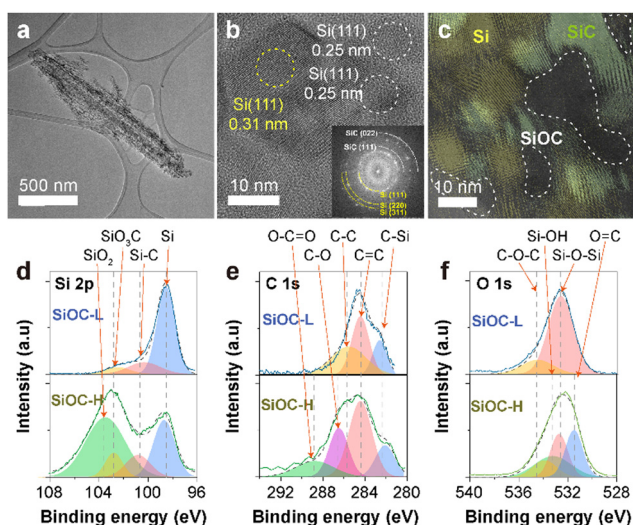 a
500 nm
b
Si(111)
0.25 nm
Si(111)
0.25 nm
Si(111)
0.31 nm
SiC (022)
SiC (111)
Si (111)
Si (220)
Si (311)
10 nm
c
Si
SiC
SiOC
10 nm
d
SiO2
SiO3C
Si-C
Si
Si 2p
SiOC-L
SiOC-H
Intensity (a.u)
108 104 100 96
Binding energy (eV)
e
O-C=O
C-O
C-C
C=C
C-Si
C 1s
SiOC-L
SiOC-H
Intensity (a.u)
292 288 284 280
Binding energy (eV)
f
C-O-C
Si-OH
Si-O-Si
O=C
O 1s
SiOC-L
SiOC-H
Intensity (a.u)
540 536 532 528
Binding energy (eV)